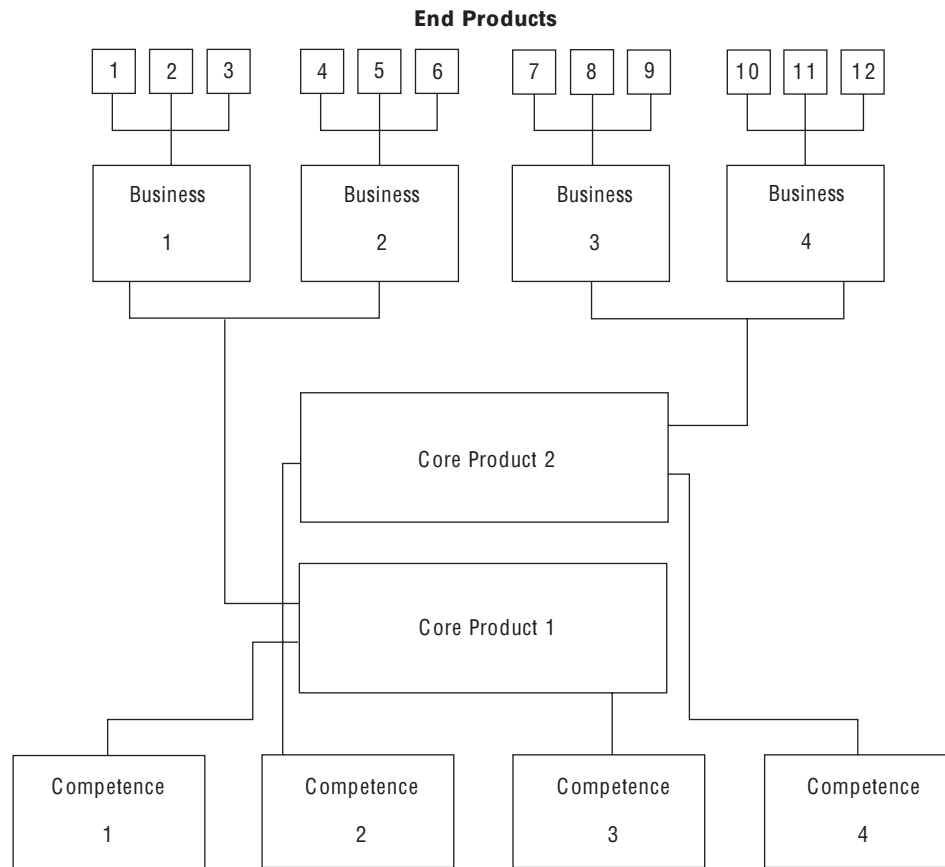 End Products
1 2 3 4 5 6 7 8 9 10 11 12
Business Business Business Business
1 2 3 4
Core Product 2
Core Product 1
Competence Competence Competence Competence
1 2 3 4